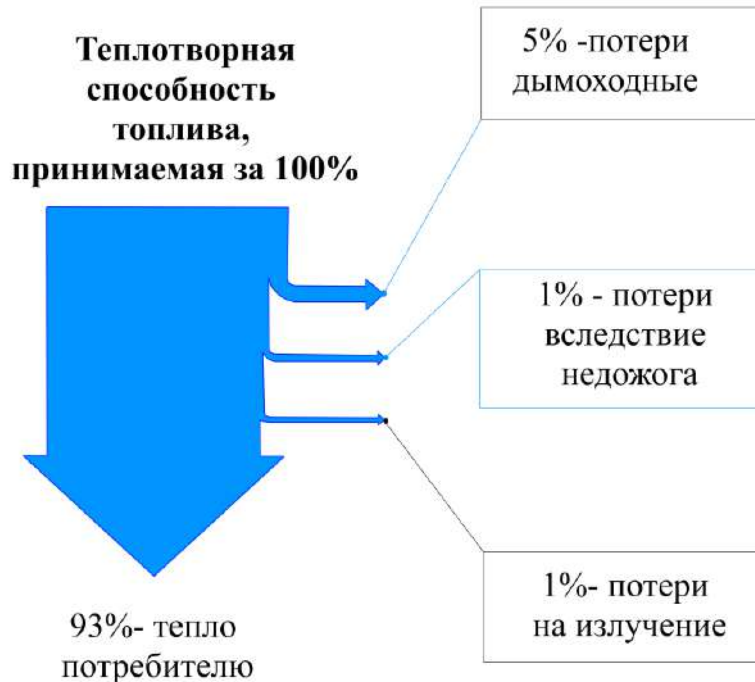 Теплотворная
способность
топлива,
принимаемая за 100%
5% -потери
дымоходные
1% - потери
вследствие
недожога
1%- потери
на излучение
93%- тепло
потребителю